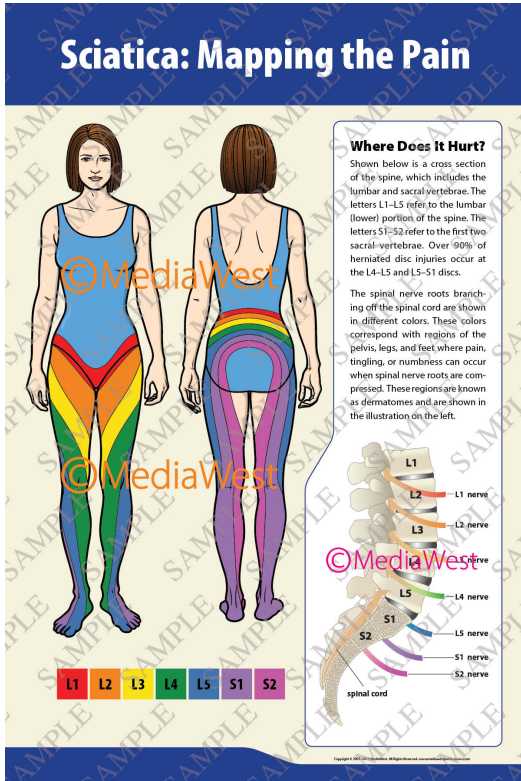 Sciatica: Mapping the Pain
Where Does It Hurt?
Shown below is a cross section
of the spine, which includes the
lumbar and sacral vertebrae. The
letters L1–L5 refer to the lumbar
(lower) portion of the spine. The
letters S1–S2 refer to the first two
sacral vertebrae. Over 90% of
herniated disc injuries occur at
the L4–L5 and L5–S1 discs.
The spinal nerve roots branch-
ing off the spinal cord are shown
in different colors. These colors
correspond with regions of the
pelvis, legs, and feet where pain,
tingling, or numbness can occur
when spinal nerve roots are com-
pressed. These regions are known
as dermatomes and are shown in
the illustration on the left.
©MediaWest
©MediaWest
L1
L2
L1 nerve
L3
L2 nerve
©MediaWest
L4
L3 nerve
L5
L4 nerve
S1
L5 nerve
S2
S1 nerve
S2 nerve
spinal cord
L1 L2 L3 L4 L5 S1 S2
SAMPLE